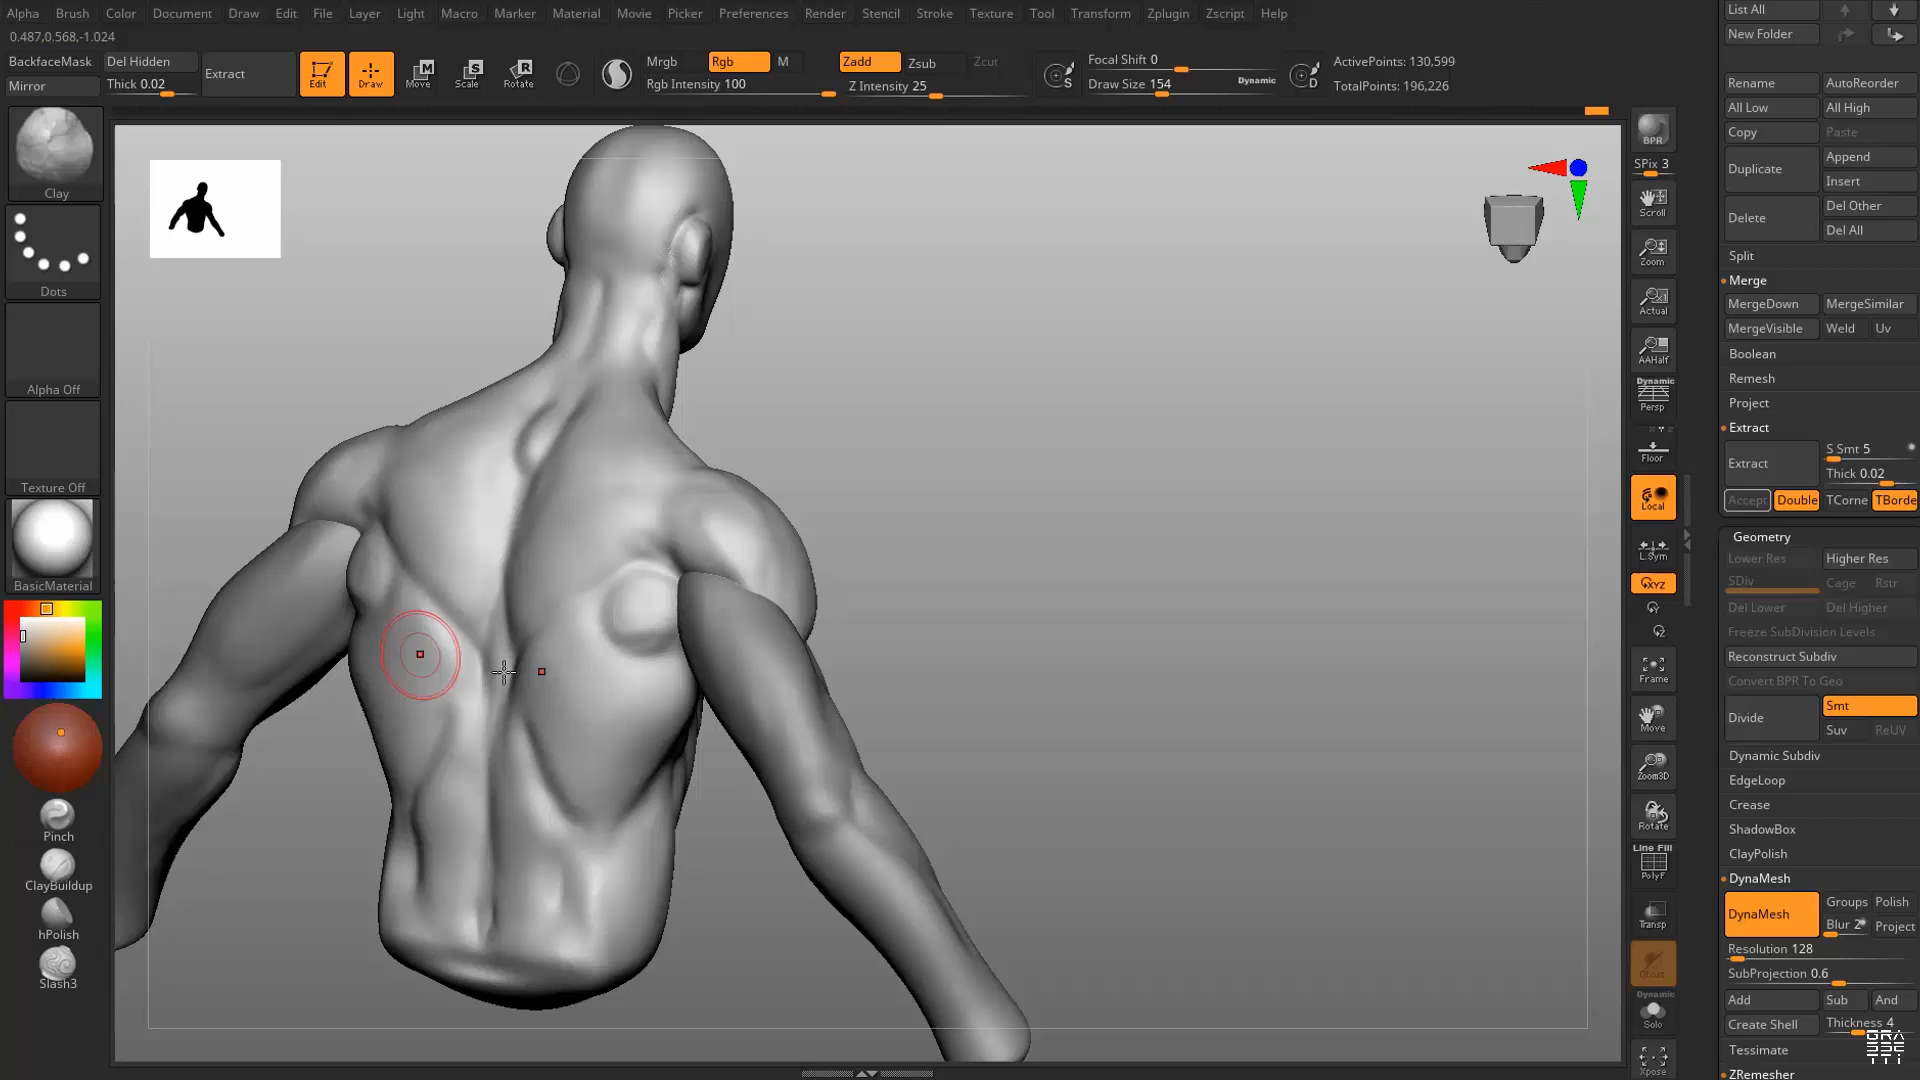 Alpha Brush Color Document Draw Edit File Layer Light Macro Marker Material Movie Picker Preferences Render Stencil Stroke Texture Tool Transform Zplugin Zscript Help
0.487,0.568,-1.024
BackfaceMask Del Hidden
Mirror Thick 0.02 Extract
Edit Draw Move Scale Rotate
Mrgb Rgb M
Rgb Intensity 100
Zadd Zsub Zcut
Z Intensity 25
Focal Shift 0
Draw Size 154 Dynamic
ActivePoints: 130,599
TotalPoints: 196,226
Clay
Dots
Alpha Off
Texture Off
BasicMaterial
Pinch
ClayBuildup
hPolish
Slash3
BPR
SPix 3
Scroll
Zoom
Actual
AAHalf
Dynamic
Persp
Floor
Local
L.Sym
XYZ
Y
Z
Frame
Move
Zoom3D
Rotate
Line Fill
PolyF
Transp
Ghost
Dynamic
Solo
Xpose
List All
New Folder
Rename AutoReorder
All Low All High
Copy Paste
Duplicate Append
Insert
Delete Del Other
Del All
Split
Merge
MergeDown MergeSimilar
MergeVisible Weld Uv
Boolean
Remesh
Project
Extract
Extract S Smt 5
Thick 0.02
Accept Double TCorne TBorde
Geometry
Lower Res Higher Res
SDiv Cage Rstr
Del Lower Del Higher
Freeze SubDivision Levels
Reconstruct Subdiv
Convert BPR To Geo
Divide Smt
Suv ReUV
Dynamic Subdiv
EdgeLoop
Crease
ShadowBox
ClayPolish
DynaMesh
DynaMesh Groups Polish
Blur 2 Project
Resolution 128
SubProjection 0.6
Add Sub And
Create Shell Thickness 4
Tessimate
ZRemesher
GRA
SSE
TTI